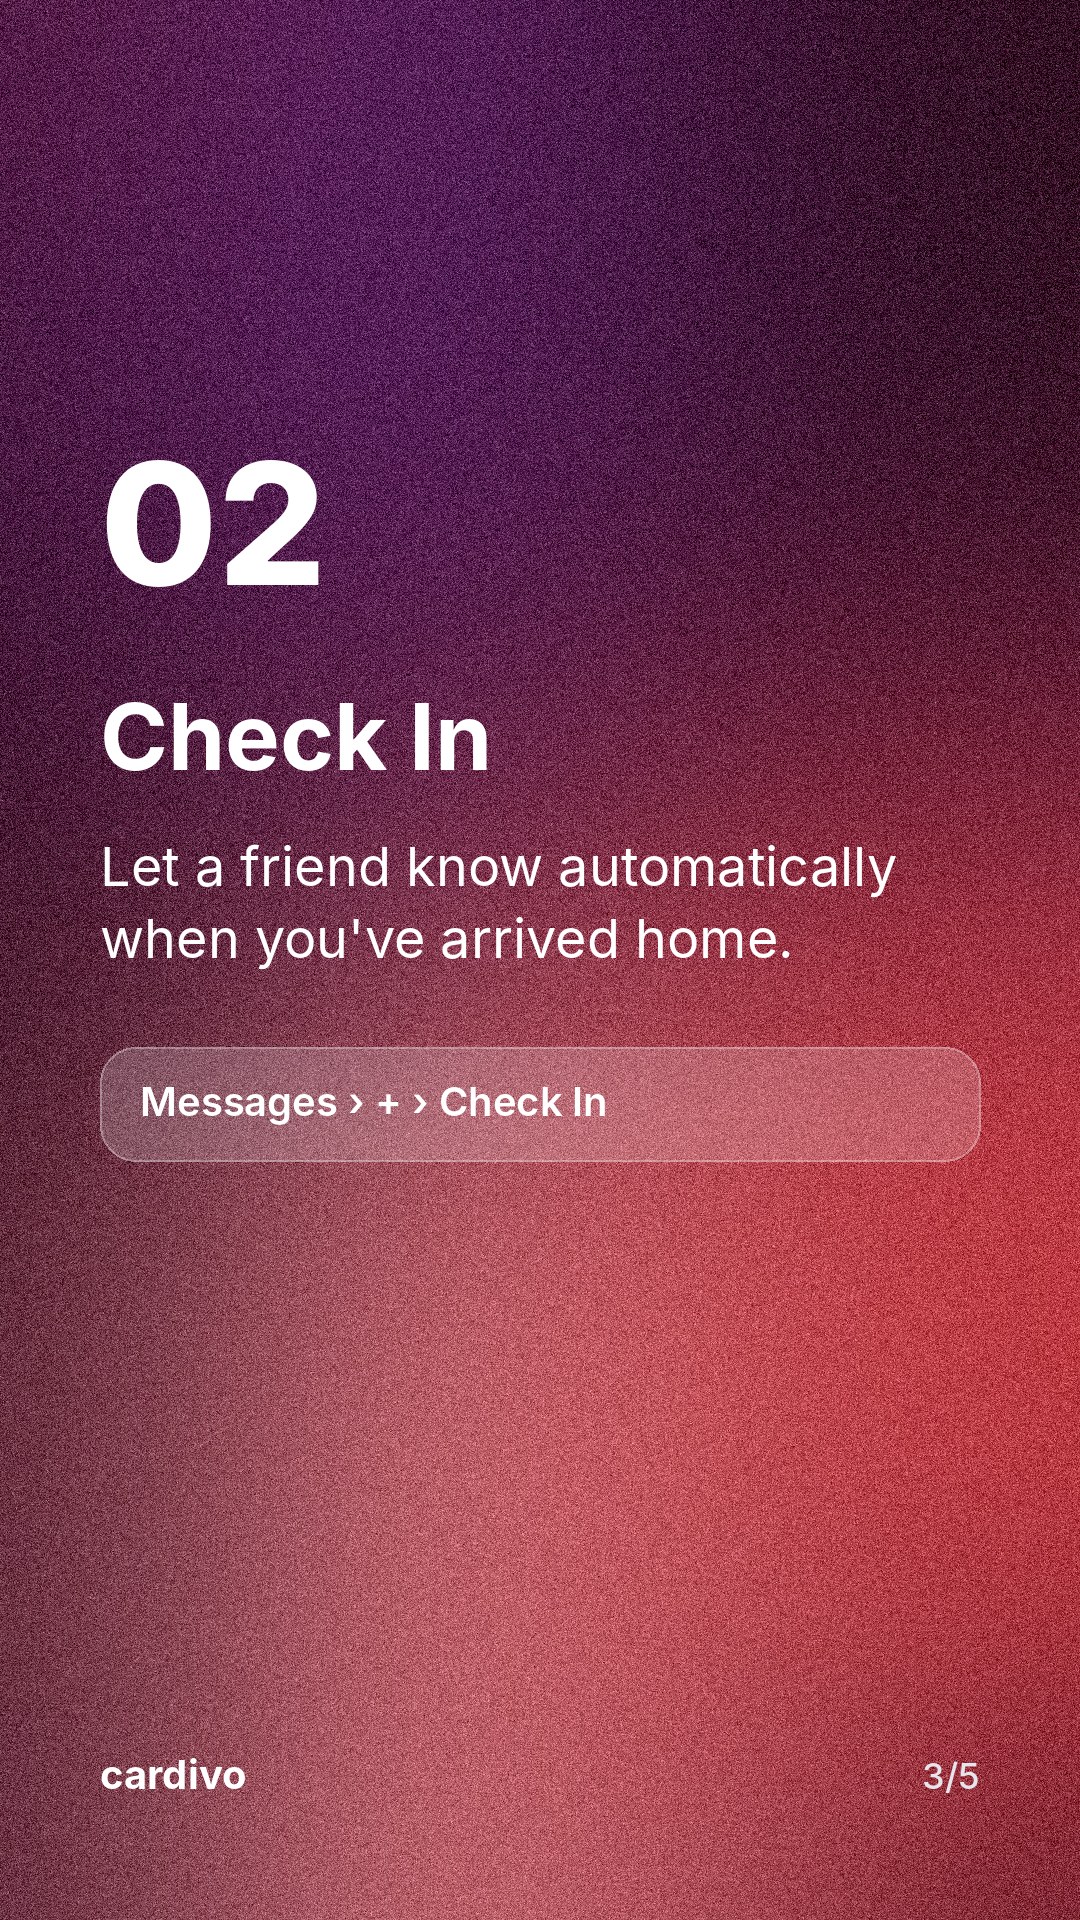 02
Check In
Let a friend know automatically
when you've arrived home.
Messages › + › Check In
cardivo
3/5